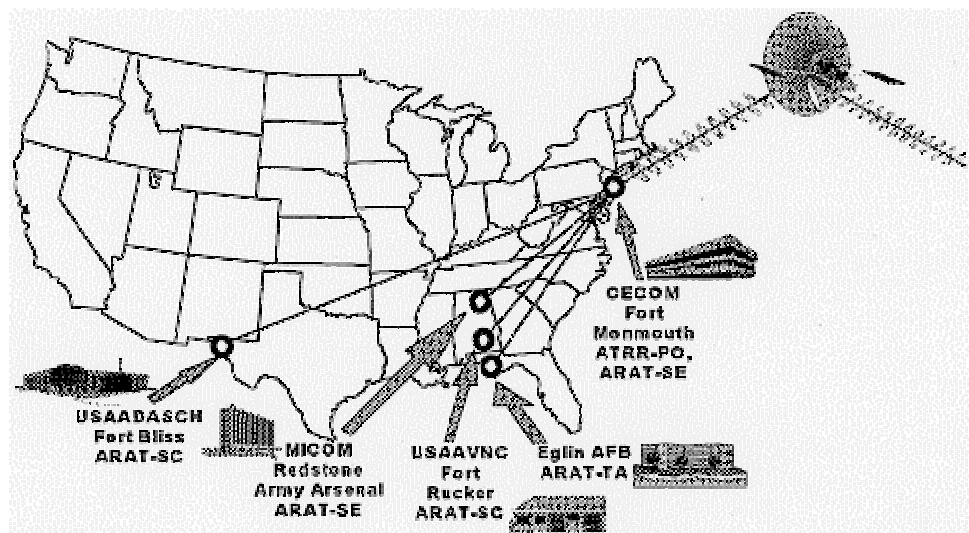 CECOM
Fort
Monmouth
ATRR-PO,
ARAT-SE
USAADASCH
Fort Bliss
ARAT-SC
MICOM
Redstone
Army Arsenal
ARAT-SE
USAAVNC
Fort
Rucker
ARAT-SC
Eglin AFB
ARAT-TA